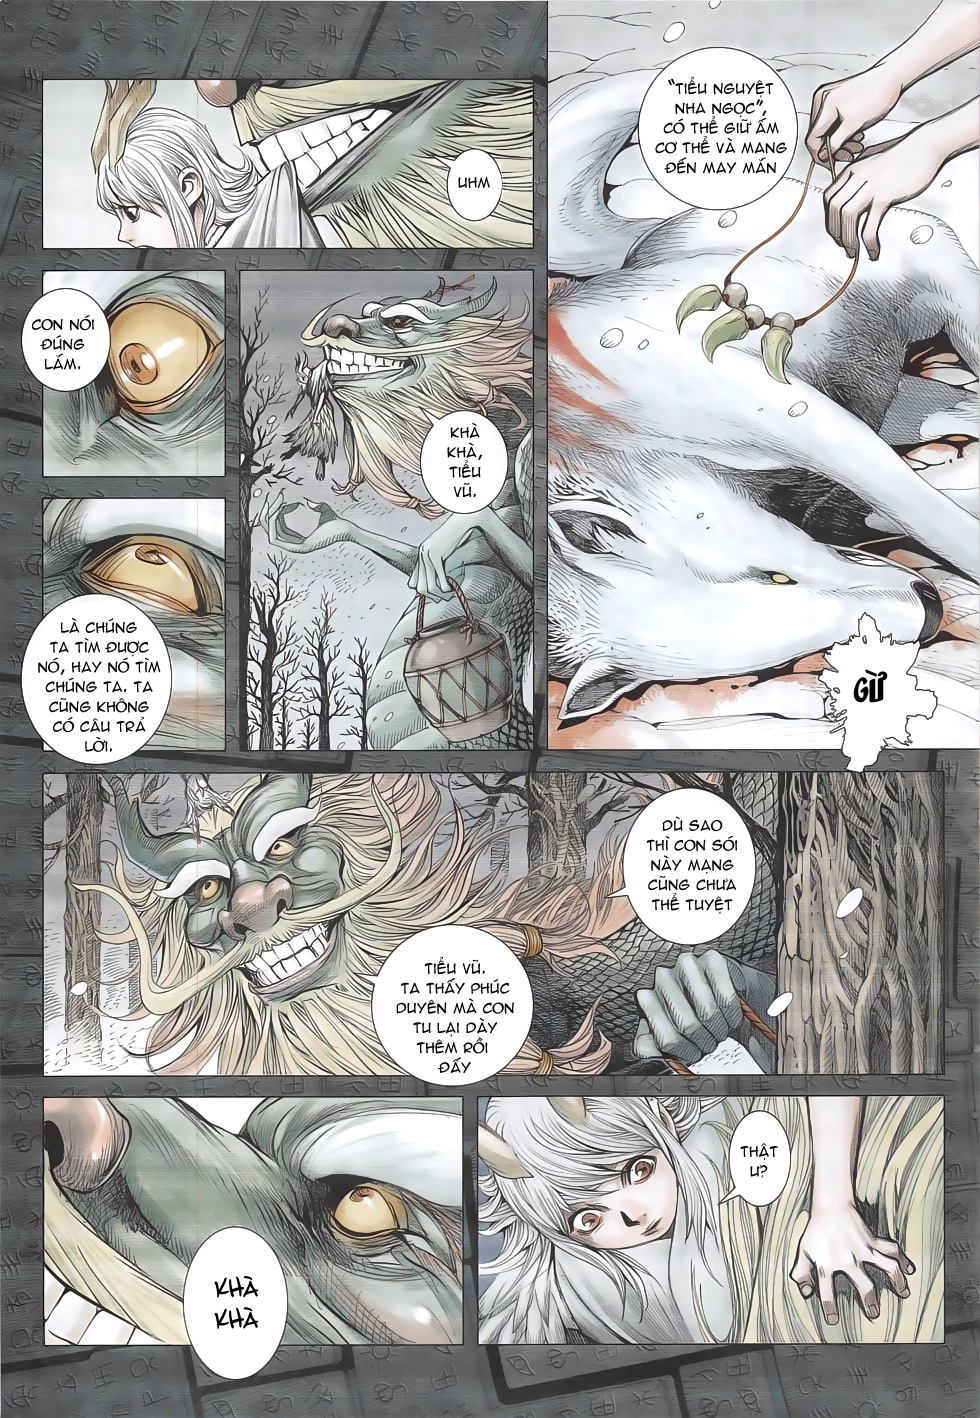 "TIỂU NGUYỆT
NHA NGỌC",
CÓ THỂ GIỮ ẤM
CƠ THỂ VÀ MANG
ĐẾN MAY MẮN
GỪ
UHM
CON NÓI
ĐÚNG
LẮM.
KHÀ
KHÀ,
TIỂU
VŨ.
LÀ CHÚNG
TA TÌM ĐƯỢC
NÓ, HAY NÓ TÌM
CHÚNG TA. TA
CŨNG KHÔNG
CÓ CÂU TRẢ
LỜI.
DÙ SAO
THÌ CON SÓI
NÀY MẠNG
CŨNG CHƯA
THỂ TUYỆT
TIỂU VŨ.
TA THẤY PHÚC
DUYÊN MÀ CON
TU LẠI DÀY
THÊM RỒI
ĐẤY
THẬT
Ư?
KHÀ
KHÀ